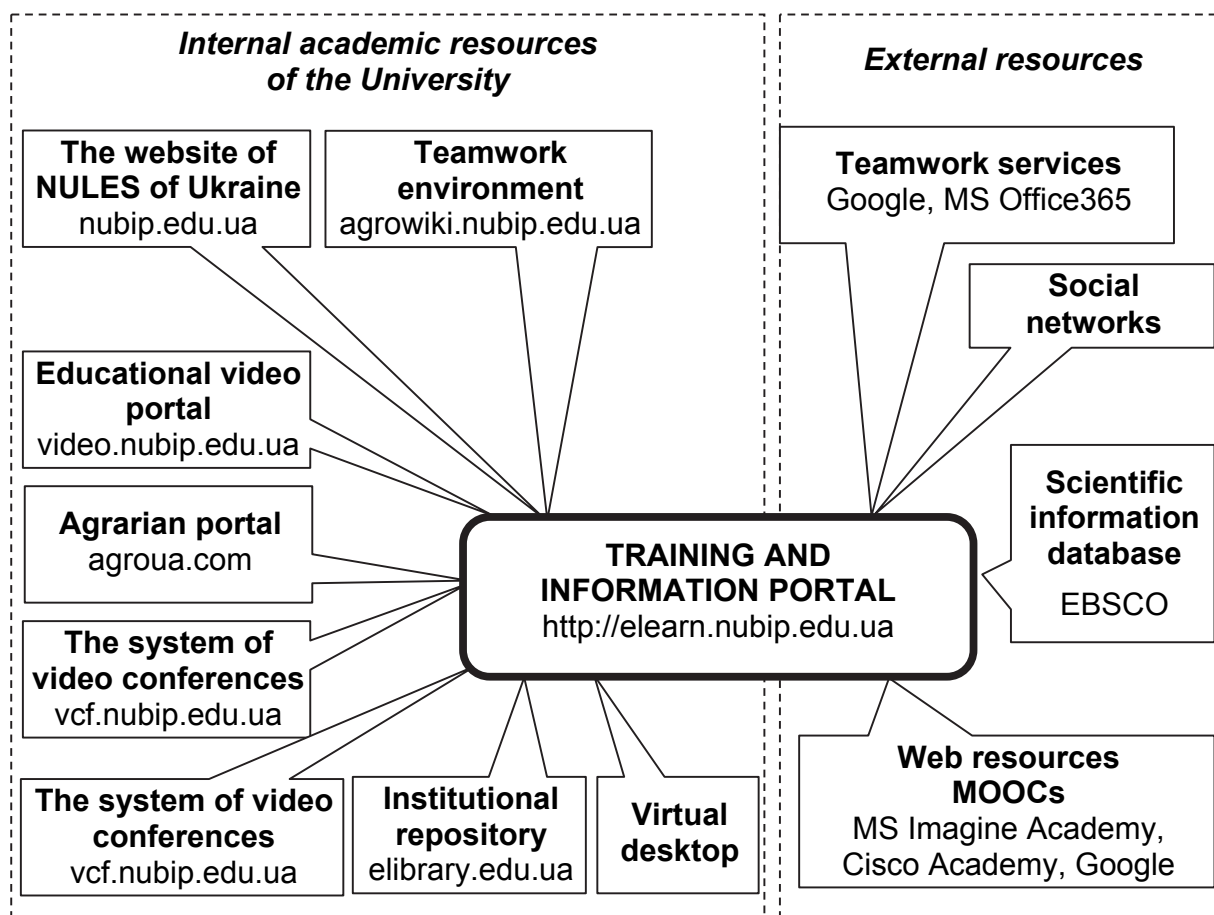 Internal academic resources
of the University
External resources
The website of
NULES of Ukraine
nubip.edu.ua
Teamwork
environment
agrowiki.nubip.edu.ua
Teamwork services
Google, MS Office365
Social
networks
Educational video
portal
video.nubip.edu.ua
Scientific
information
database
EBSCO
Agrarian portal
agroua.com
TRAINING AND
INFORMATION PORTAL
http://elearn.nubip.edu.ua
The system of
video conferences
vcf.nubip.edu.ua
The system of video
conferences
vcf.nubip.edu.ua
Institutional
repository
elibrary.edu.ua
Virtual
desktop
Web resources
MOOCs
MS Imagine Academy,
Cisco Academy, Google